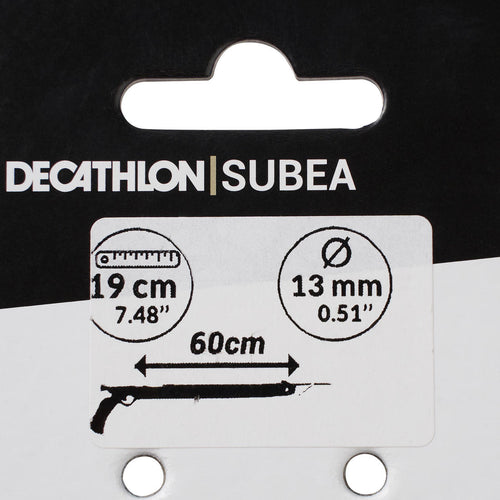 DECATHLON | SUBEA
19 cm
7.48"
Ø
13 mm
0.51"
60cm